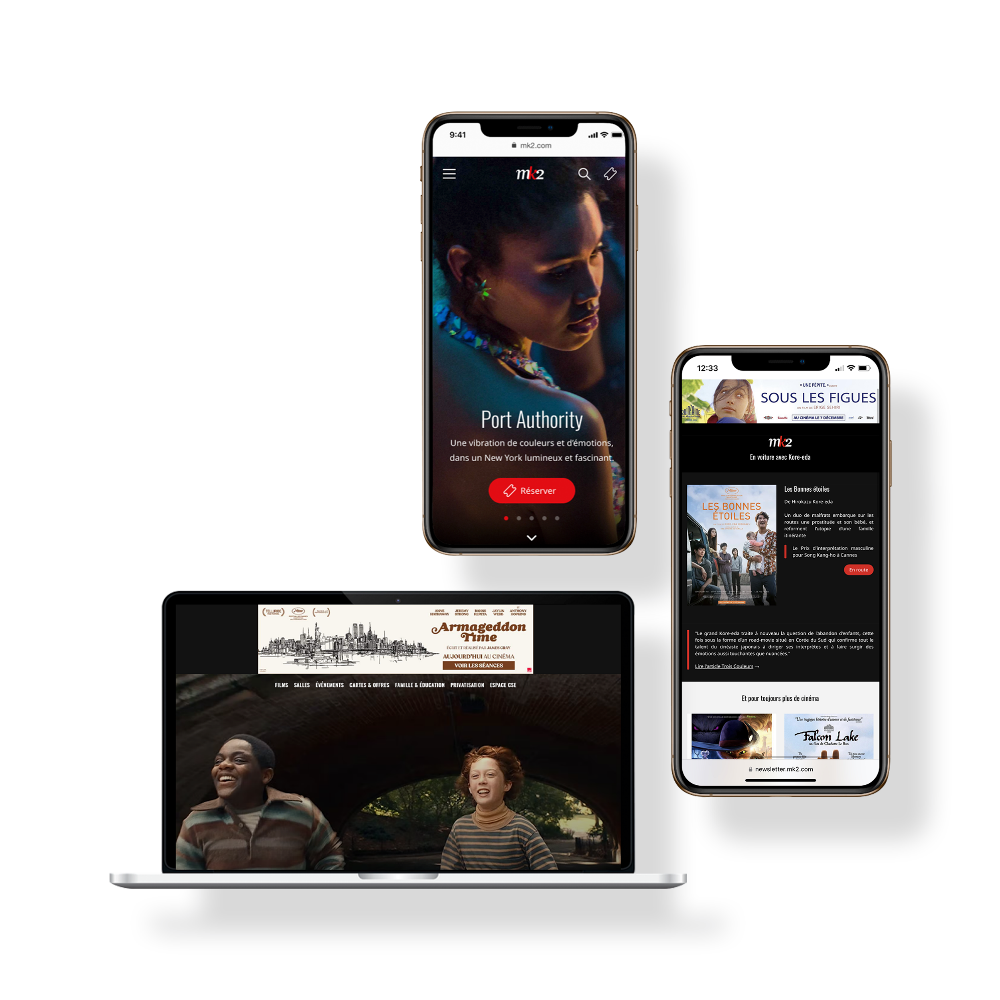 9:41
mk2.com
mk2
Port Authority
Une vibration de couleurs et d'émotions,
dans un New York lumineux et fascinant.
Réserver
12:33
« UNE PÉPITE. »
SOUS LES FIGUES
UN FILM DE ERIGE SEHIRI
AU CINÉMA LE 7 DÉCEMBRE
mk2
En voiture avec Kore-eda
LES BONNES
ÉTOILES
Les Bonnes étoiles
De Hirokazu Kore-eda
Un duo de malfrats embarque sur les
routes une prostituée et son bébé, et
reforment l'utopie d'une famille
itinérante
Le Prix d'interprétation masculine
pour Song Kang-ho à Cannes
En route
"Le grand Kore-eda traite à nouveau la question de l'abandon d'enfants, cette
fois sous la forme d'un road-movie situé en Corée du Sud qui confirme tout le
talent du cinéaste japonais à diriger ses interprètes et à faire surgir des
émotions aussi touchantes que nuancées."
Lire l'article Trois Couleurs →
Et pour toujours plus de cinéma
"Une tragique histoire d'amour et de fantômes"
Falcon Lake
un film de Charlotte Le Bon
newsletter.mk2.com
TELLURIDE
ANNE HATHAWAY JEREMY STRONG BANKS REPETA JAYLIN WEBB ET ANTHONY HOPKINS
Armageddon
Time
ÉCRIT ET RÉALISÉ PAR JAMES GRAY
AUJOURD'HUI AU CINÉMA
VOIR LES SÉANCES
FILMS SALLES ÉVÉNEMENTS CARTES & OFFRES FAMILLE & ÉDUCATION PRIVATISATION ESPACE CSE